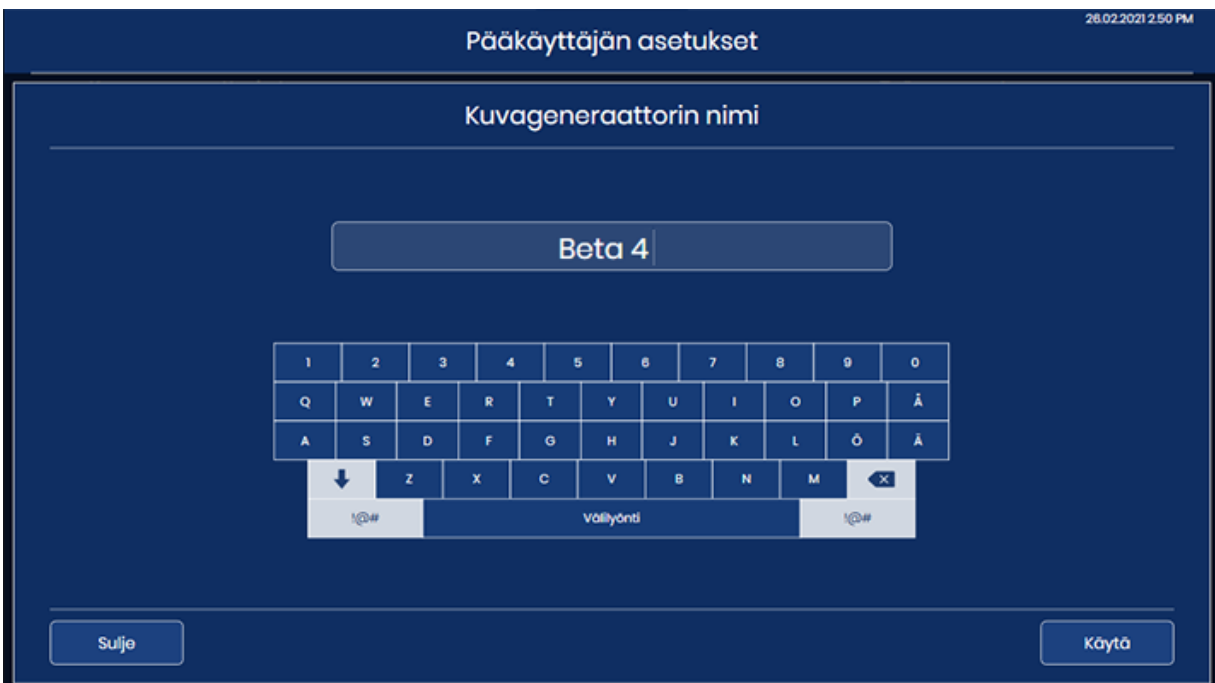 26.02.2021 2.50 PM
Pääkäyttäjän asetukset
Kuvageneraattorin nimi
Beta 4
1 2 3 4 5 6 7 8 9 0
Q W E R T Y U I O P Å
A S D F G H J K L Ö Ä
Z X C V B N M
!@# Välilyönti !@#
Sulje Käytä